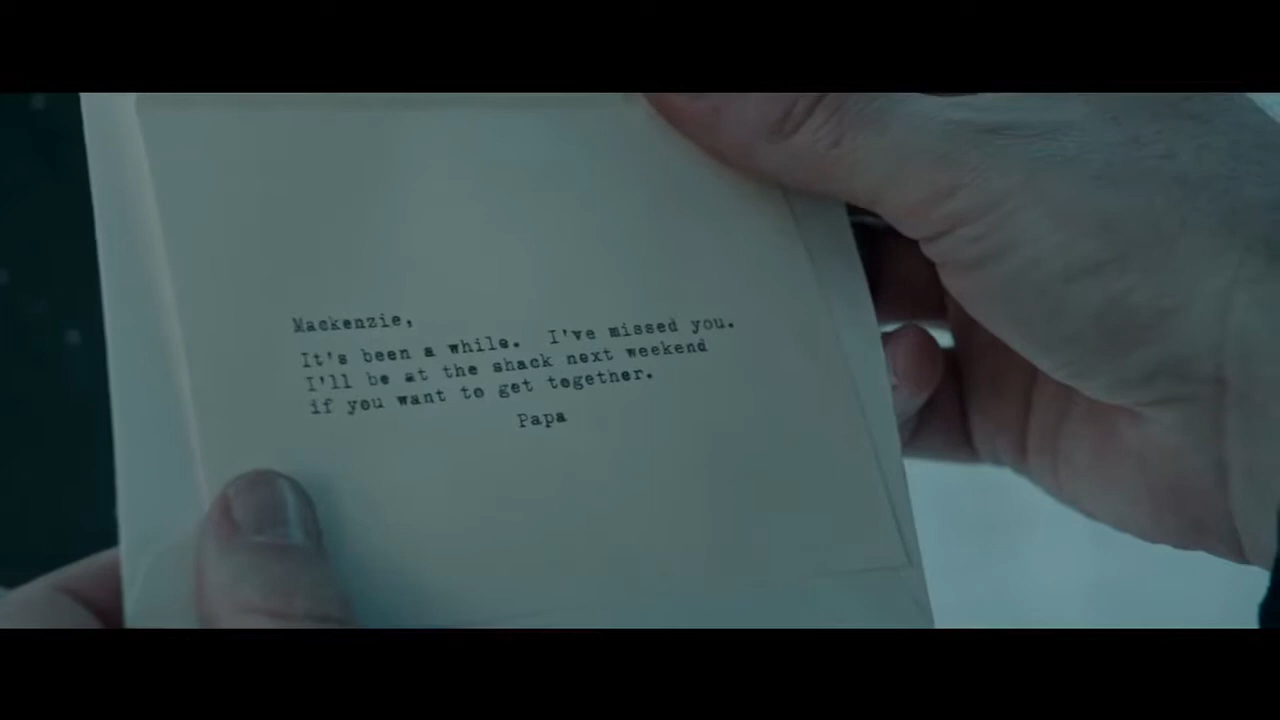 Mackenzie,
It's been a while. I've missed you.
I'll be at the shack next weekend
if you want to get together.
Papa